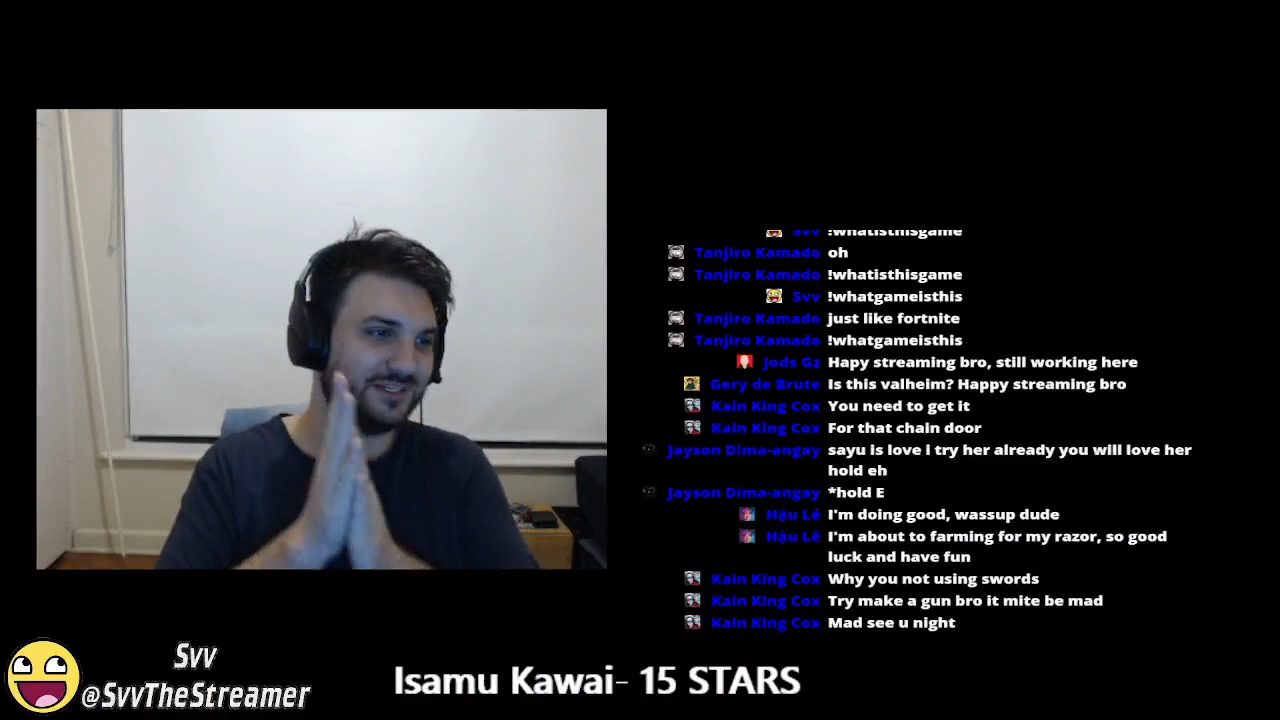 Svv !whatisthisgame
Tanjiro Kamado oh
Tanjiro Kamado !whatisthisgame
Svv !whatgameisthis
Tanjiro Kamado just like fortnite
Tanjiro Kamado !whatgameisthis
Jods Gz Hapy streaming bro, still working here
Gery de Brute Is this valheim? Happy streaming bro
Kain King Cox You need to get it
Kain King Cox For that chain door
Jayson Dima-angay sayu is love I try her already you will love her
hold eh
Jayson Dima-angay *hold E
Hậu Lê I'm doing good, wassup dude
Hậu Lê I'm about to farming for my razor, so good
luck and have fun
Kain King Cox Why you not using swords
Kain King Cox Try make a gun bro it mite be mad
Kain King Cox Mad see u night
Svv
@SvvTheStreamer
Isamu Kawai- 15 STARS